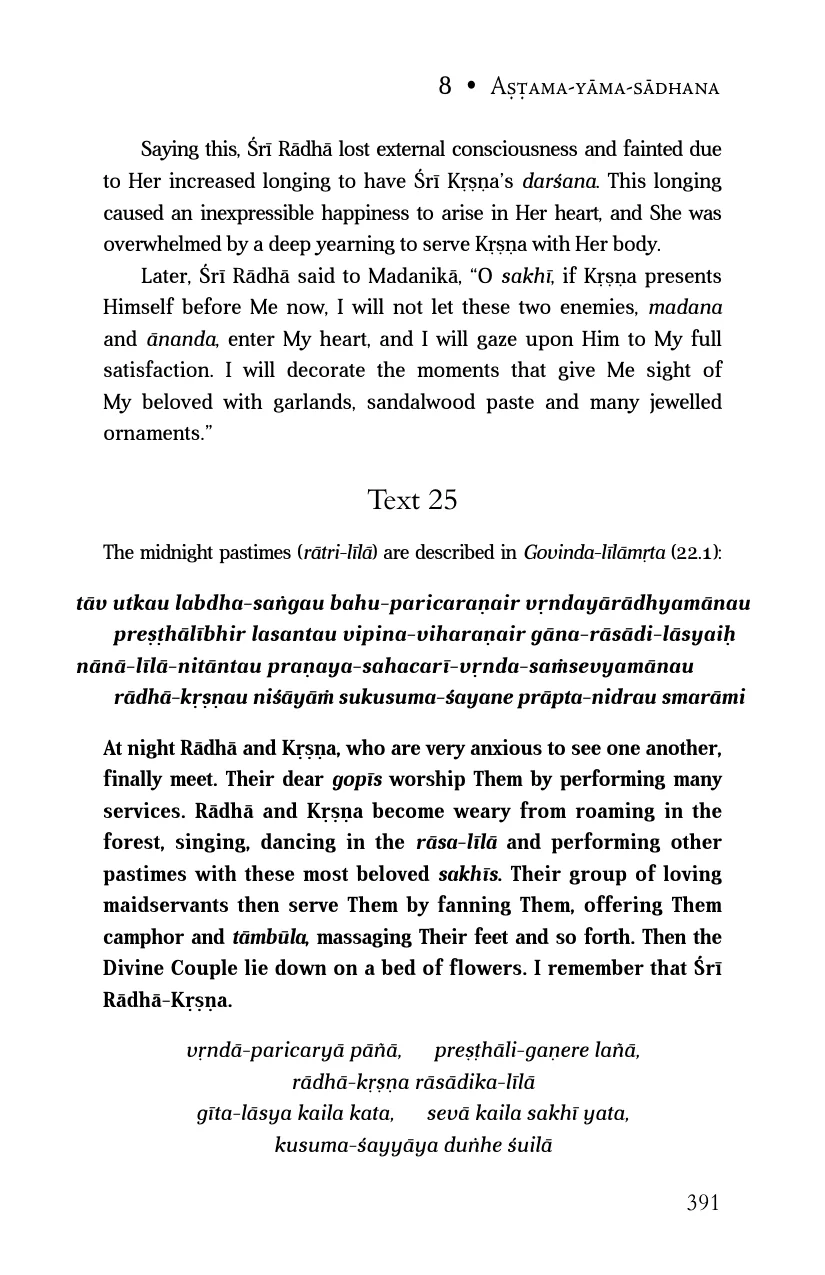 8 • Aṣṭama-yāma-sādhana
Saying this, Śrī Rādhā lost external consciousness and fainted due
to Her increased longing to have Śrī Kṛṣṇa’s darśana. This longing
caused an inexpressible happiness to arise in Her heart, and She was
overwhelmed by a deep yearning to serve Kṛṣṇa with Her body.
Later, Śrī Rādhā said to Madanikā, “O sakhī, if Kṛṣṇa presents
Himself before Me now, I will not let these two enemies, madana
and ānanda, enter My heart, and I will gaze upon Him to My full
satisfaction. I will decorate the moments that give Me sight of
My beloved with garlands, sandalwood paste and many jewelled
ornaments.”
Text 25
The midnight pastimes (rātri-līlā) are described in Govinda-līlāmṛta (22.1):
tāv utkau labdha-saṅgau bahu-paricaraṇair vṛndayārādhyamānau
preṣṭhālībhir lasantau vipina-viharaṇair gāna-rāsādi-lāsyaiḥ
nānā-līlā-nitāntau praṇaya-sahacarī-vṛnda-saṁsevyamānau
rādhā-kṛṣṇau niśāyāṁ sukusuma-śayane prāpta-nidrau smarāmi
At night Rādhā and Kṛṣṇa, who are very anxious to see one another,
finally meet. Their dear gopīs worship Them by performing many
services. Rādhā and Kṛṣṇa become weary from roaming in the
forest, singing, dancing in the rāsa-līlā and performing other
pastimes with these most beloved sakhīs. Their group of loving
maidservants then serve Them by fanning Them, offering Them
camphor and tāmbūla, massaging Their feet and so forth. Then the
Divine Couple lie down on a bed of flowers. I remember that Śrī
Rādhā-Kṛṣṇa.
vṛndā-paricaryā pāñā, preṣṭhāli-gaṇere lañā,
rādhā-kṛṣṇa rāsādika-līlā
gīta-lāsya kaila kata, sevā kaila sakhī yata,
kusuma-śayyāya duṅhe śuilā
391